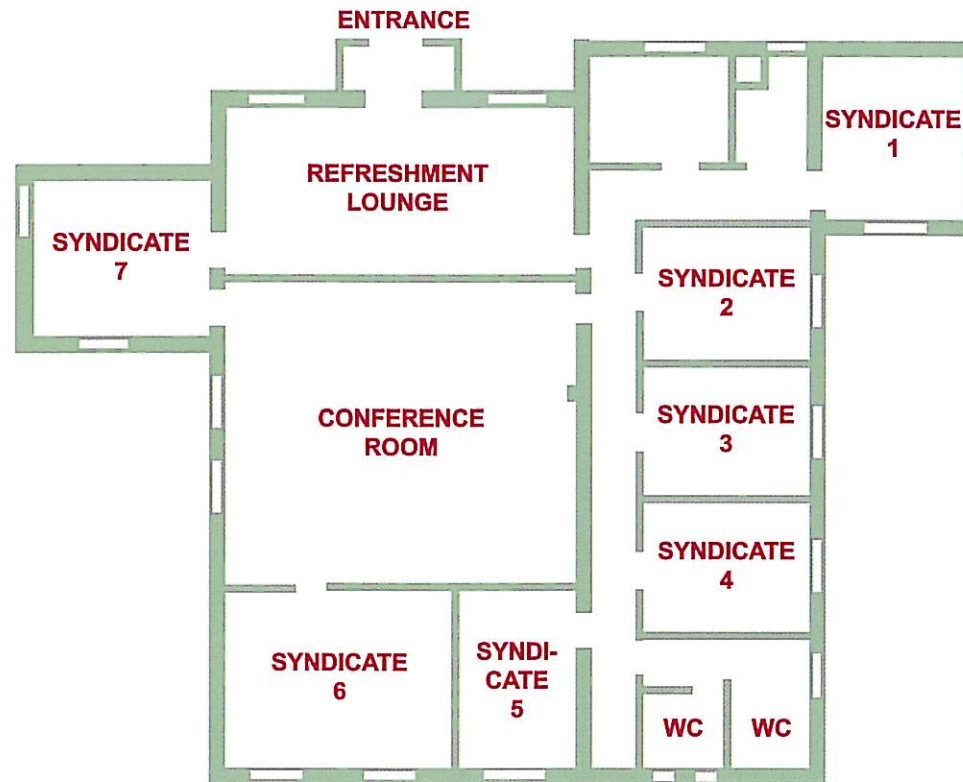 ENTRANCE
SYNDICATE
1
REFRESHMENT
LOUNGE
SYNDICATE
7
SYNDICATE
2
CONFERENCE
ROOM
SYNDICATE
3
SYNDICATE
4
SYNDICATE
6
SYNDI-
CATE
5
WC
WC